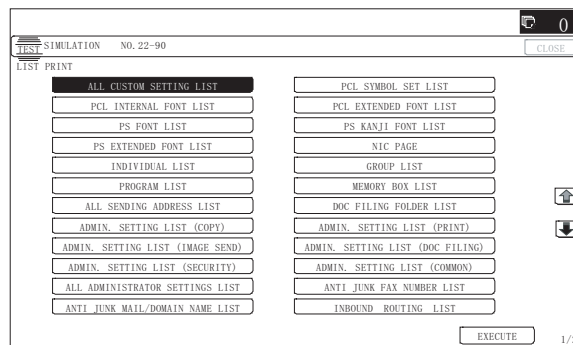 0
TEST SIMULATION NO. 22-90
CLOSE
LIST PRINT
ALL CUSTOM SETTING LIST
PCL SYMBOL SET LIST
PCL INTERNAL FONT LIST
PCL EXTENDED FONT LIST
PS FONT LIST
PS KANJI FONT LIST
PS EXTENDED FONT LIST
NIC PAGE
INDIVIDUAL LIST
GROUP LIST
PROGRAM LIST
MEMORY BOX LIST
ALL SENDING ADDRESS LIST
DOC FILING FOLDER LIST
ADMIN. SETTING LIST (COPY)
ADMIN. SETTING LIST (PRINT)
ADMIN. SETTING LIST (IMAGE SEND)
ADMIN. SETTING LIST (DOC FILING)
ADMIN. SETTING LIST (SECURITY)
ADMIN. SETTING LIST (COMMON)
ALL ADMINISTRATOR SETTINGS LIST
ANTI JUNK FAX NUMBER LIST
ANTI JUNK MAIL/DOMAIN NAME LIST
INBOUND ROUTING LIST
EXECUTE